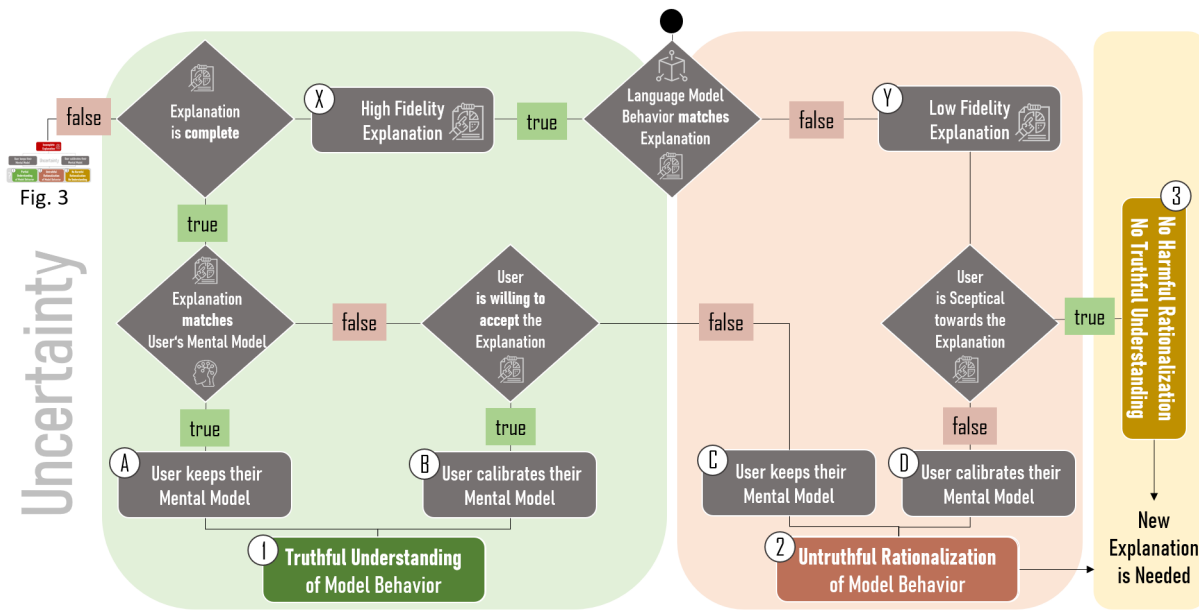 Language Model
Behavior matches
Explanation
true
X
High Fidelity
Explanation
Explanation
is complete
false
Fig. 3
Uncertainty
true
Explanation
matches
User's Mental Model
true
A
User keeps their
Mental Model
false
User
is willing to
accept the
Explanation
true
B
User calibrates their
Mental Model
1
Truthful Understanding
of Model Behavior
false
C
User keeps their
Mental Model
false
Y
Low Fidelity
Explanation
User
is Sceptical
towards the
Explanation
false
D
User calibrates their
Mental Model
2
Untruthful Rationalization
of Model Behavior
true
3
No Harmful Rationalization
No Truthful Understanding
New
Explanation
is Needed